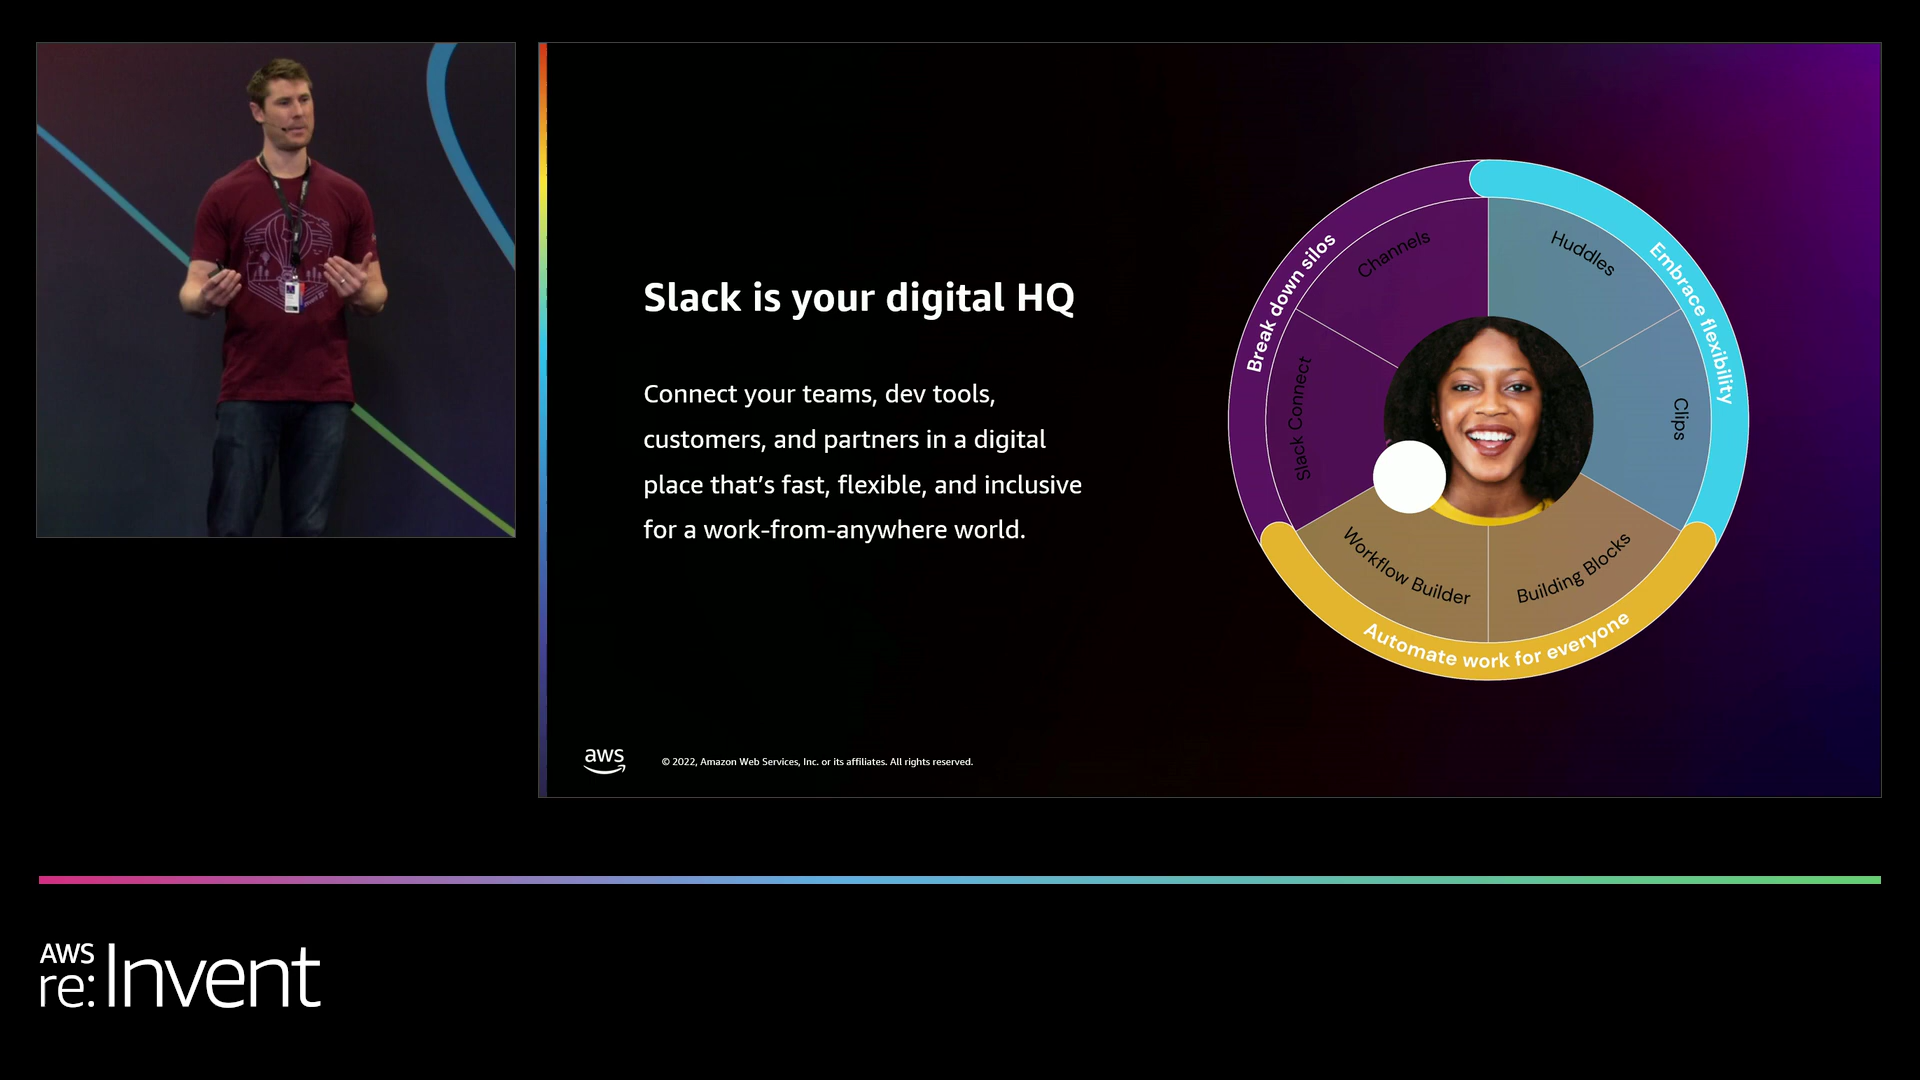 Slack is your digital HQ
Connect your teams, dev tools,
customers, and partners in a digital
place that’s fast, flexible, and inclusive
for a work-from-anywhere world.
Break down silos
Channels
Slack Connect
Embrace flexibility
Huddles
Clips
Automate work for everyone
Workflow Builder
Building Blocks
aws
© 2022, Amazon Web Services, Inc. or its affiliates. All rights reserved.
AWS
re:Invent